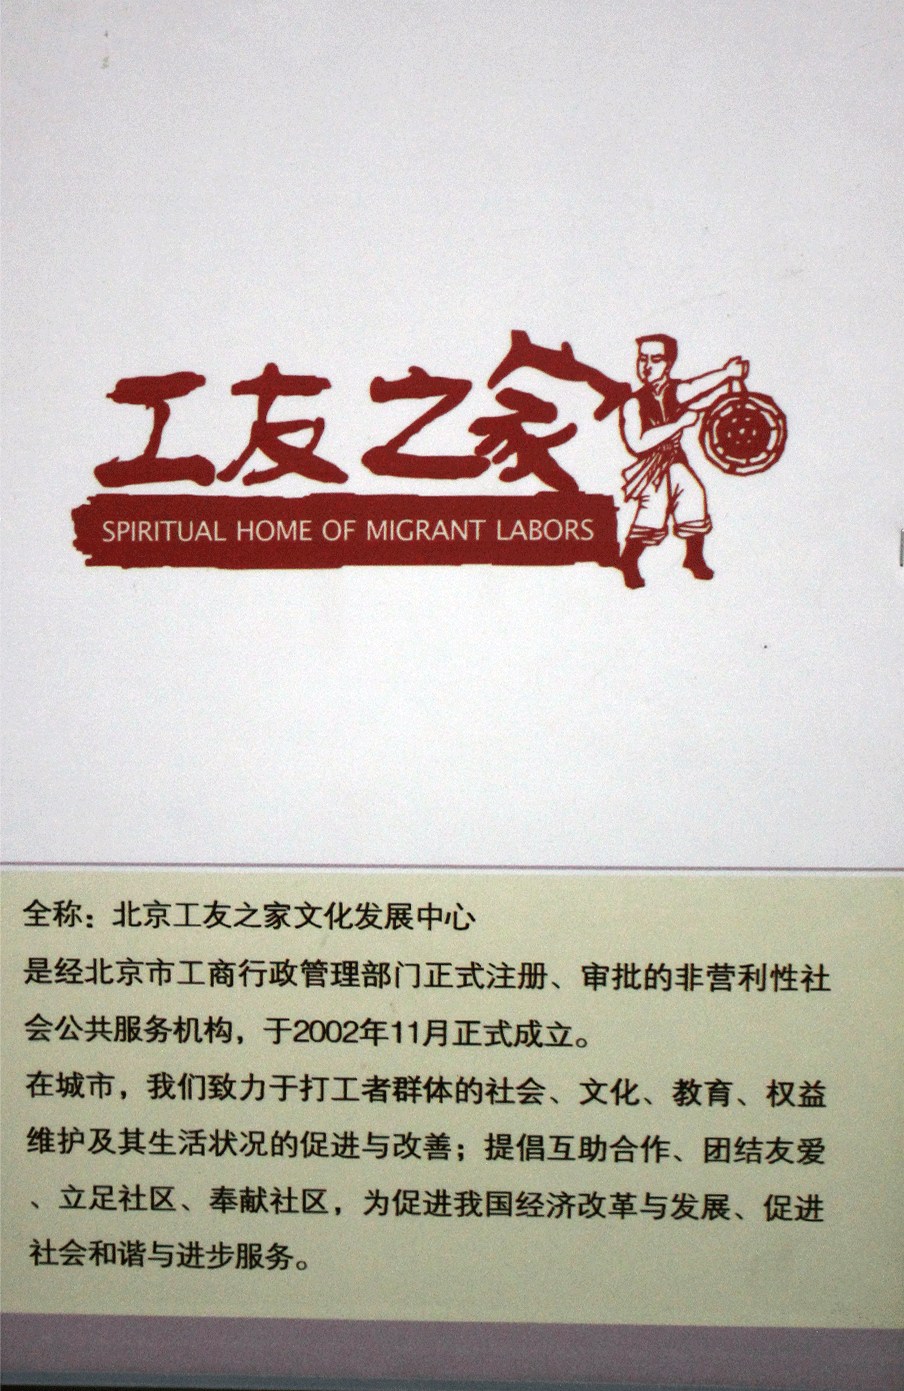 工友之家
SPIRITUAL HOME OF MIGRANT LABORS
全称：北京工友之家文化发展中心
是经北京市工商行政管理部门正式注册、审批的非营利性社
会公共服务机构，于2002年11月正式成立。
在城市，我们致力于打工者群体的社会、文化、教育、权益
维护及其生活状况的促进与改善；提倡互助合作、团结友爱
、立足社区、奉献社区，为促进我国经济改革与发展、促进
社会和谐与进步服务。